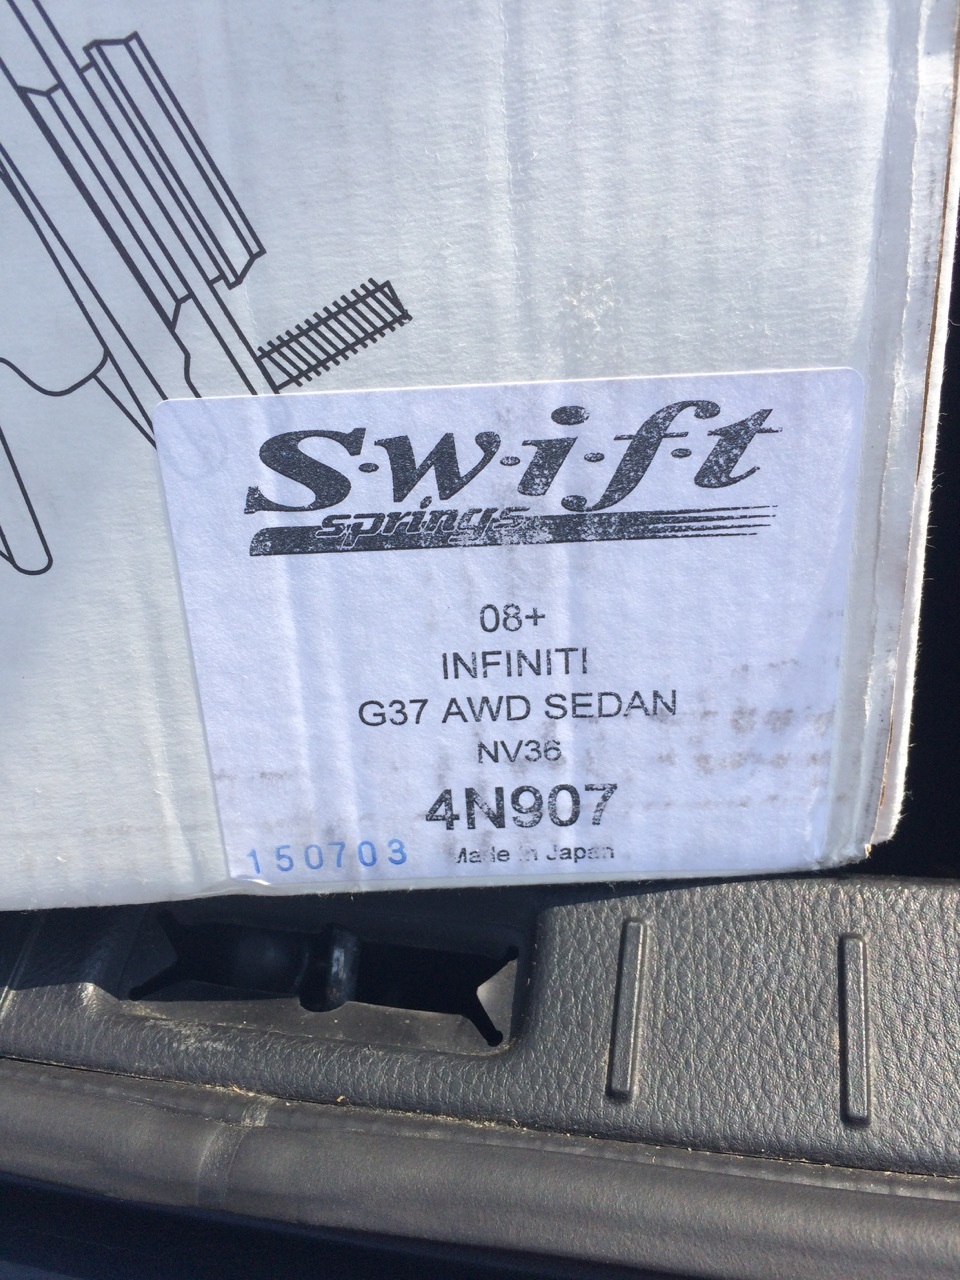 S·w·i·f·t
springs
08+
INFINITI
G37 AWD SEDAN
NV36
4N907
150703 Made in Japan